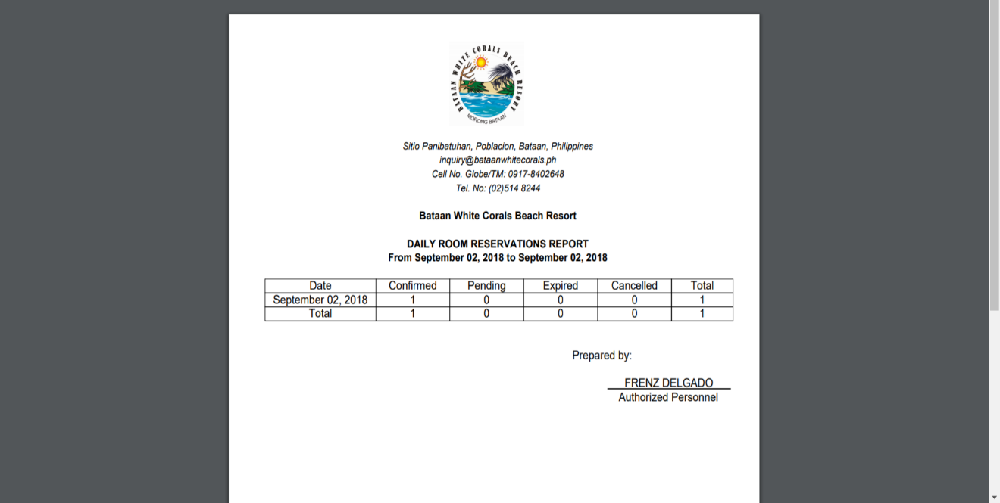 BATAAN WHITE CORALS BEACH RESORT
MORONG BATAAN
Sitio Panibatuhan, Poblacion, Bataan, Philippines
inquiry@bataanwhitecorals.ph
Cell No. Globe/TM: 0917-8402648
Tel. No: (02)514 8244
Bataan White Corals Beach Resort
DAILY ROOM RESERVATIONS REPORT
From September 02, 2018 to September 02, 2018
Date Confirmed Pending Expired Cancelled Total
September 02, 2018 1 0 0 0 1
Total 1 0 0 0 1
Prepared by:
FRENZ DELGADO
Authorized Personnel